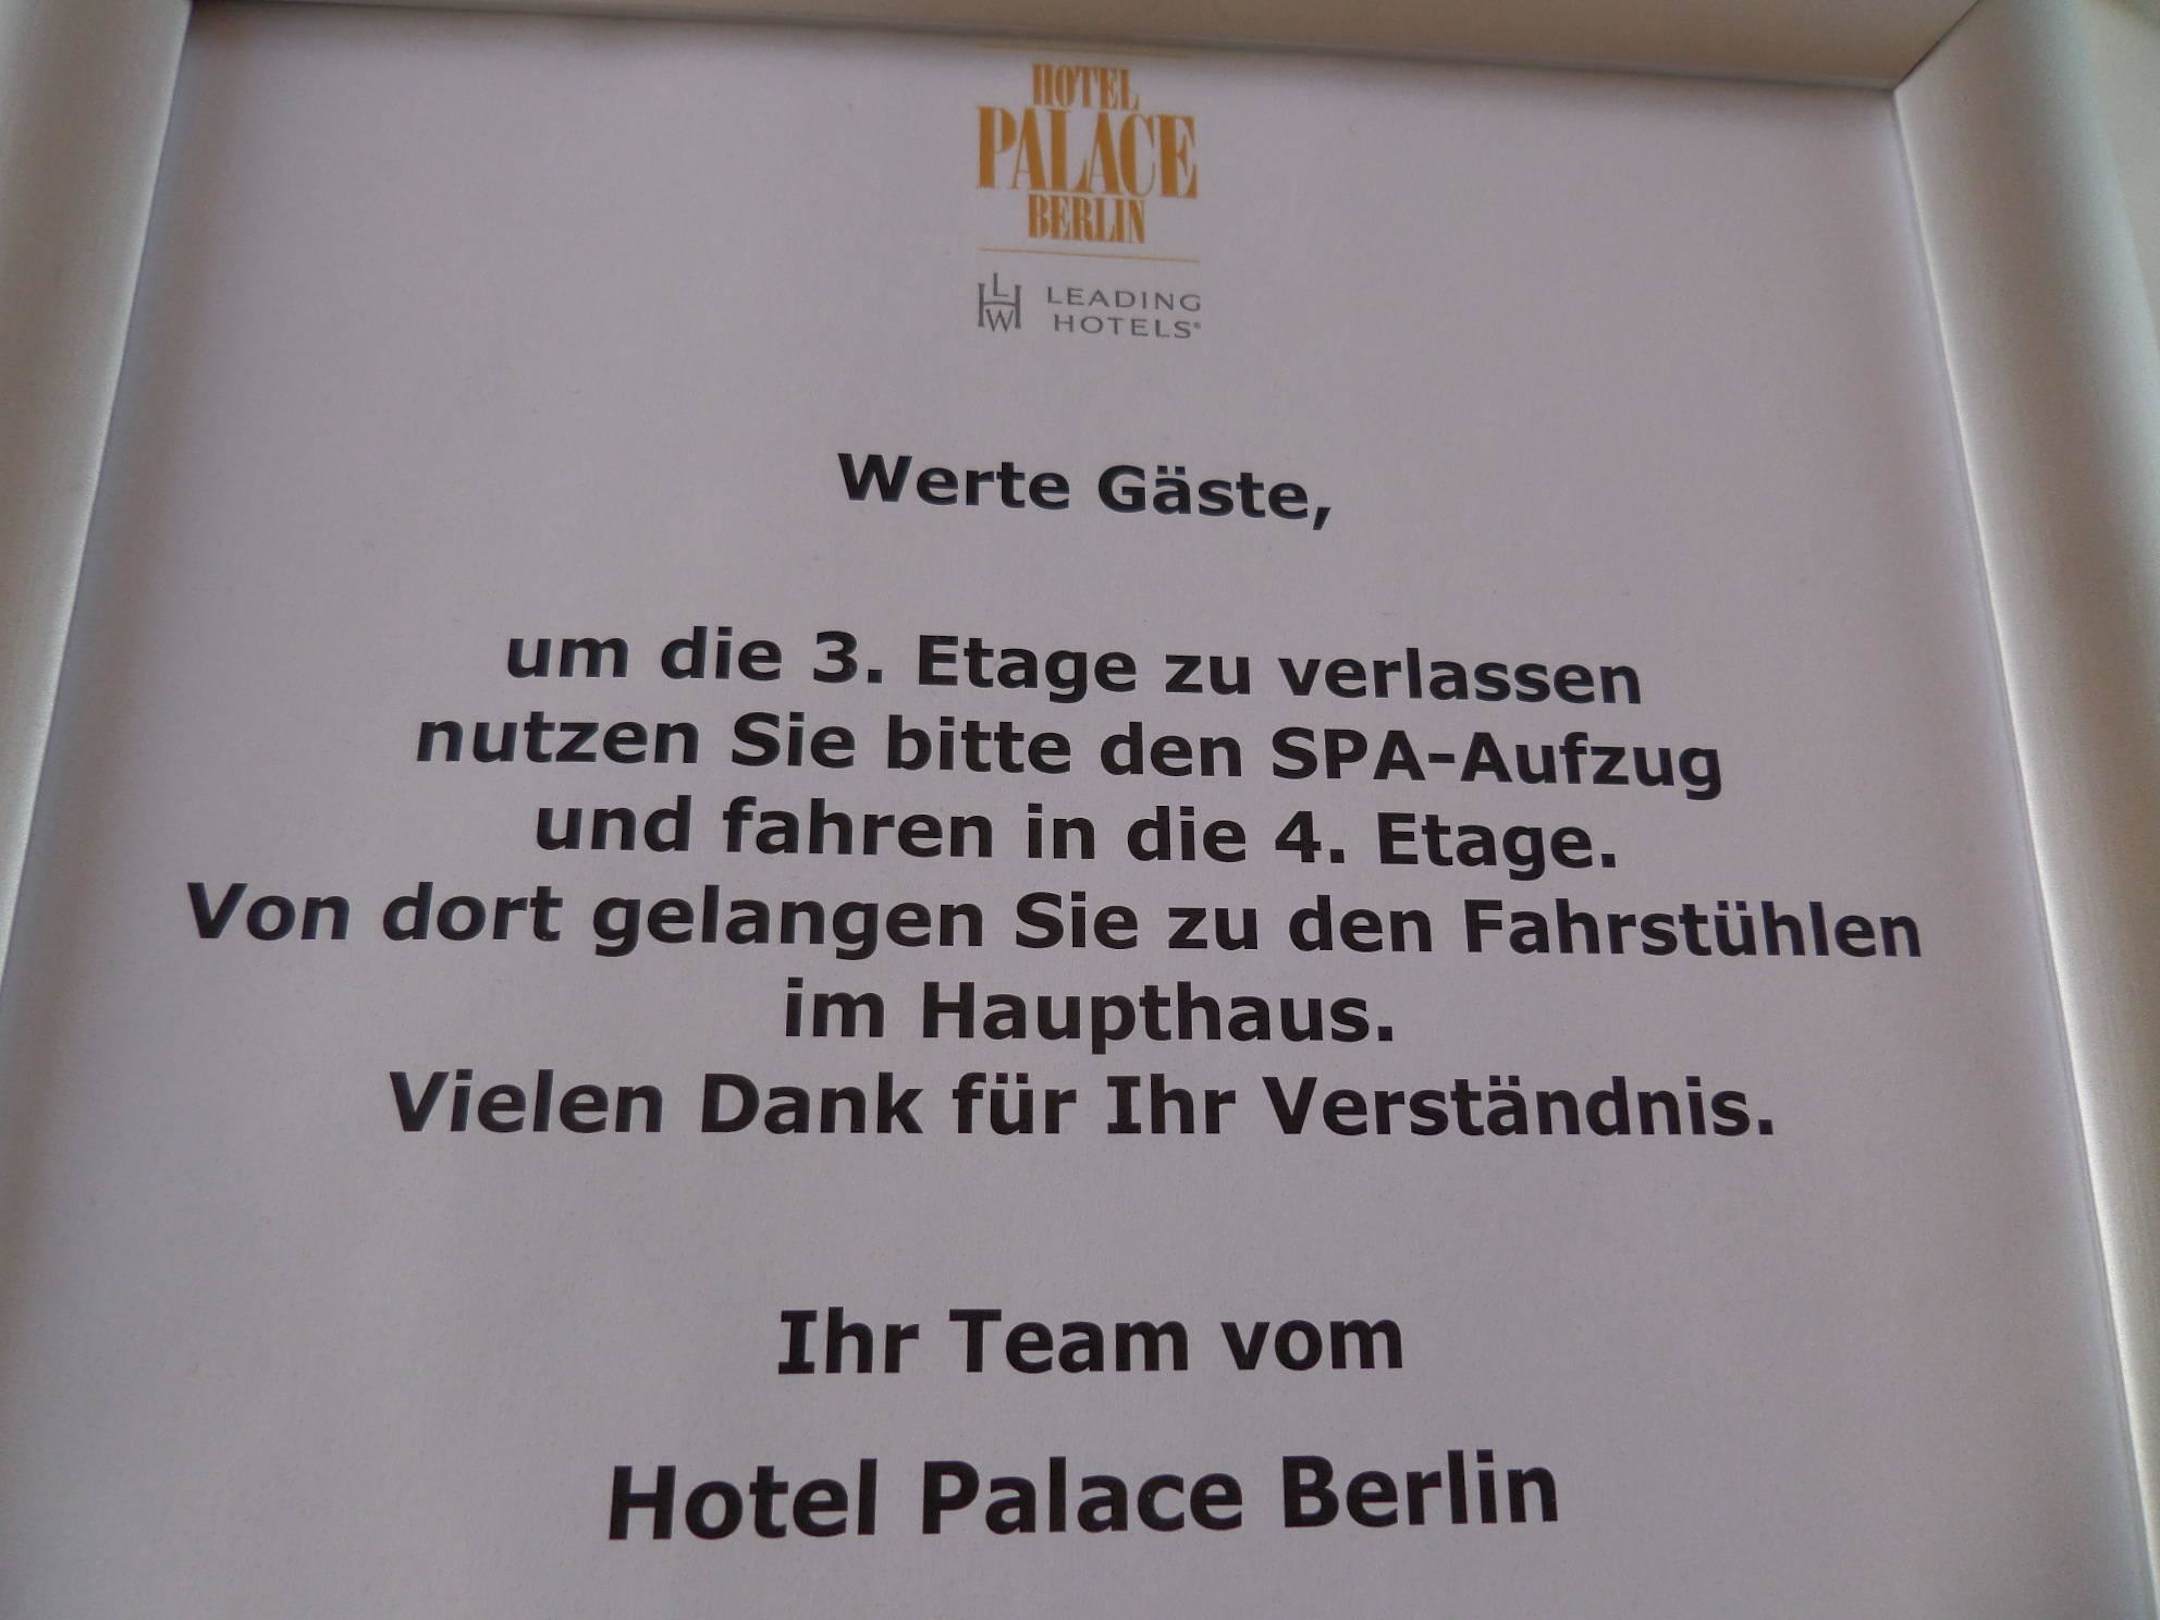 HOTEL
PALACE
BERLIN
LHW LEADING
HOTELS®
Werte Gäste,
um die 3. Etage zu verlassen
nutzen Sie bitte den SPA-Aufzug
und fahren in die 4. Etage.
Von dort gelangen Sie zu den Fahrstühlen
im Haupthaus.
Vielen Dank für Ihr Verständnis.
Ihr Team vom
Hotel Palace Berlin